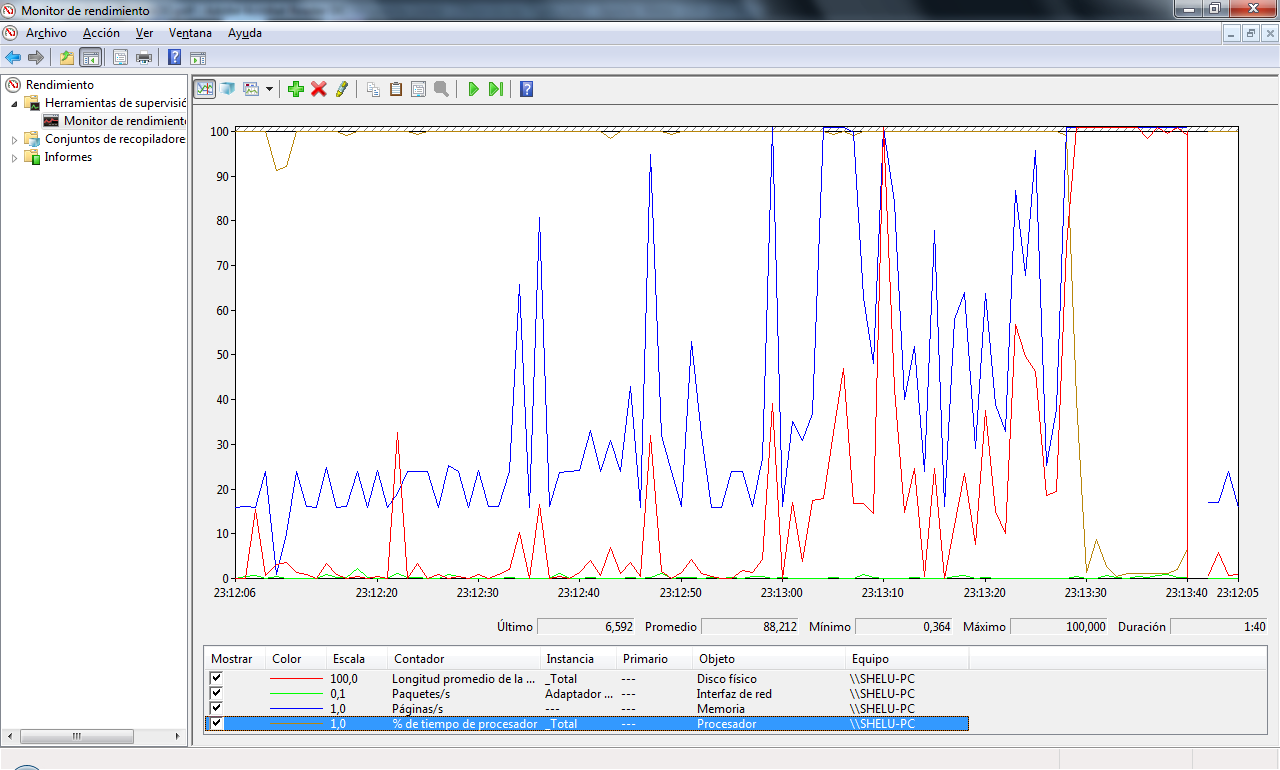 Monitor de rendimiento
Archivo Acción Ver Ventana Ayuda
Rendimiento
Herramientas de supervisió
Monitor de rendimiento
Conjuntos de recopiladore
Informes
100
90
80
70
60
50
40
30
20
10
0
23:12:06 23:12:20 23:12:30 23:12:40 23:12:50 23:13:00 23:13:10 23:13:20 23:13:30 23:13:40 23:12:05
Último 6,592 Promedio 88,212 Mínimo 0,364 Máximo 100,000 Duración 1:40
Mostrar Color Escala Contador Instancia Primario Objeto Equipo
100,0 Longitud promedio de la ... _Total --- Disco físico \\SHELU-PC
0,1 Paquetes/s Adaptador ... --- Interfaz de red \\SHELU-PC
1,0 Páginas/s --- --- Memoria \\SHELU-PC
1,0 % de tiempo de procesador _Total --- Procesador \\SHELU-PC